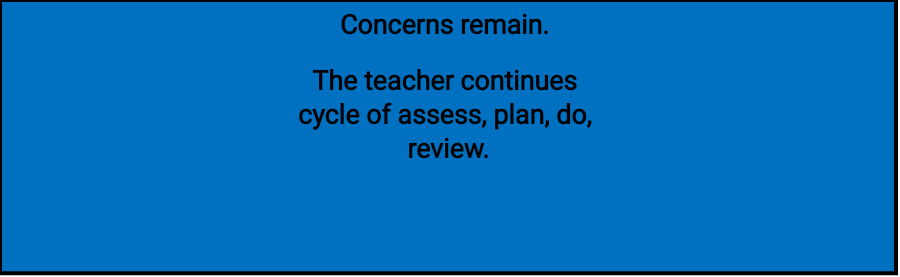 Concerns remain.
The teacher continues
cycle of assess, plan, do,
review.